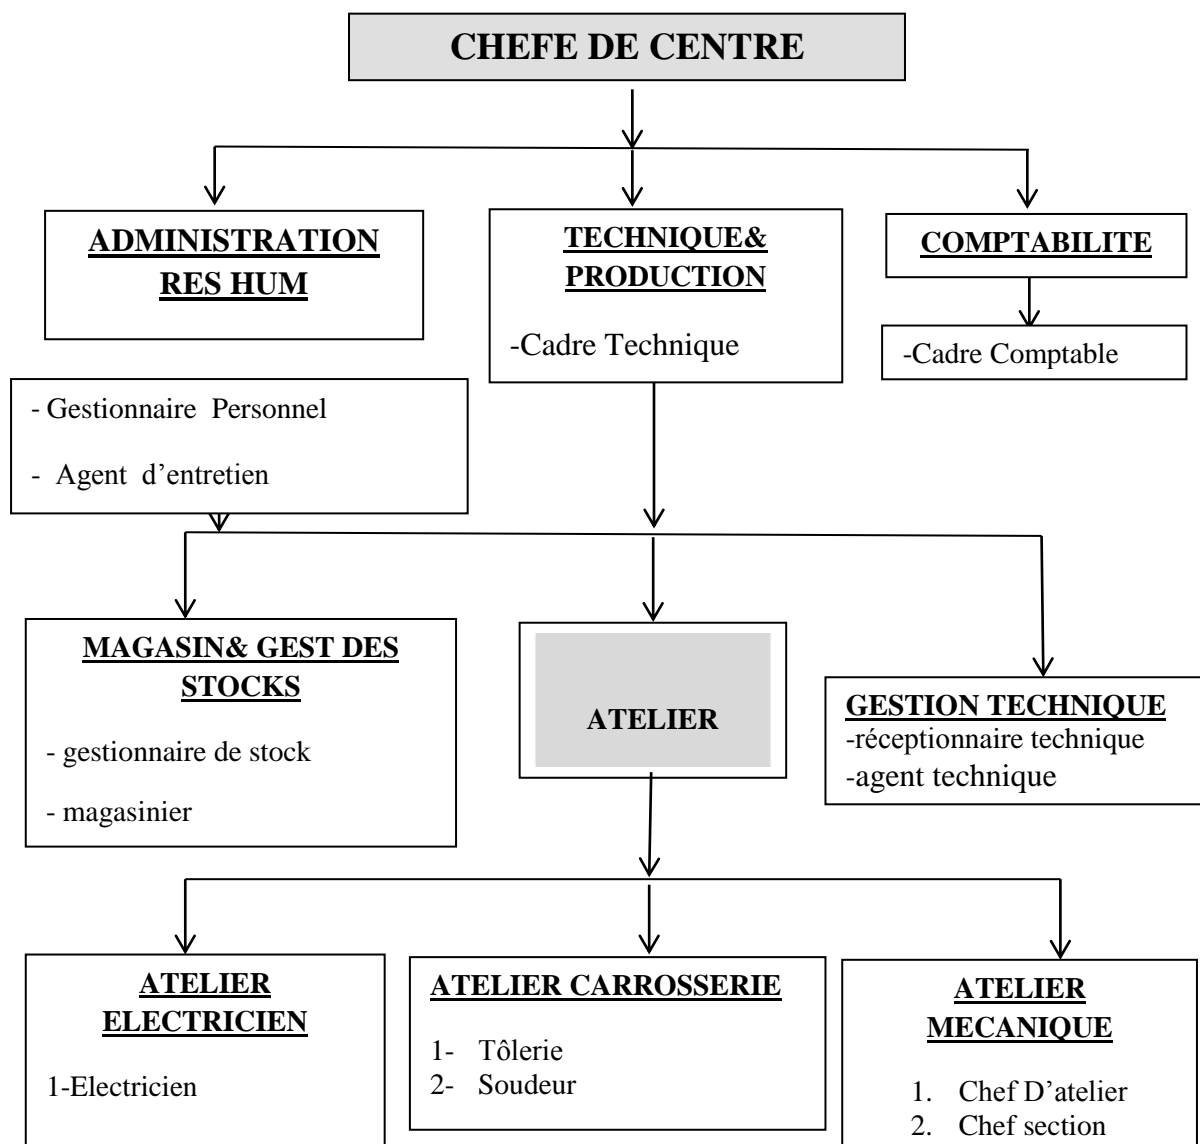 CHEFE DE CENTRE
ADMINISTRATION
RES HUM
TECHNIQUE&
PRODUCTION
-Cadre Technique
COMPTABILITE
-Cadre Comptable
- Gestionnaire Personnel
- Agent d’entretien
MAGASIN& GEST DES
STOCKS
- gestionnaire de stock
- magasinier
ATELIER
GESTION TECHNIQUE
-réceptionnaire technique
-agent technique
ATELIER
ELECTRICIEN
1-Electricien
ATELIER CARROSSERIE
1- Tôlerie
2- Soudeur
ATELIER
MECANIQUE
1. Chef D’atelier
2. Chef section